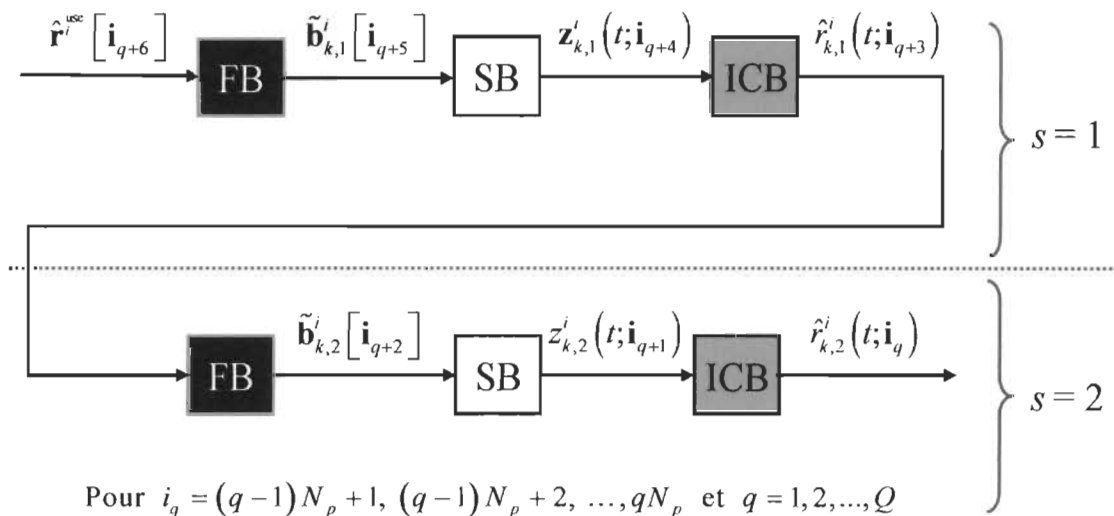 r̂^{i^{use}}[i_{q+6}] b̃^i_{k,1}[i_{q+5}] z^i_{k,1}(t; i_{q+4}) r̂^i_{k,1}(t; i_{q+3})
FB SB ICB
s = 1
b̃^i_{k,2}[i_{q+2}] z^i_{k,2}(t; i_{q+1}) r̂^i_{k,2}(t; i_q)
FB SB ICB
s = 2
Pour i_q = (q−1) N_p + 1, (q−1) N_p + 2, ..., qN_p et q = 1, 2, ..., Q